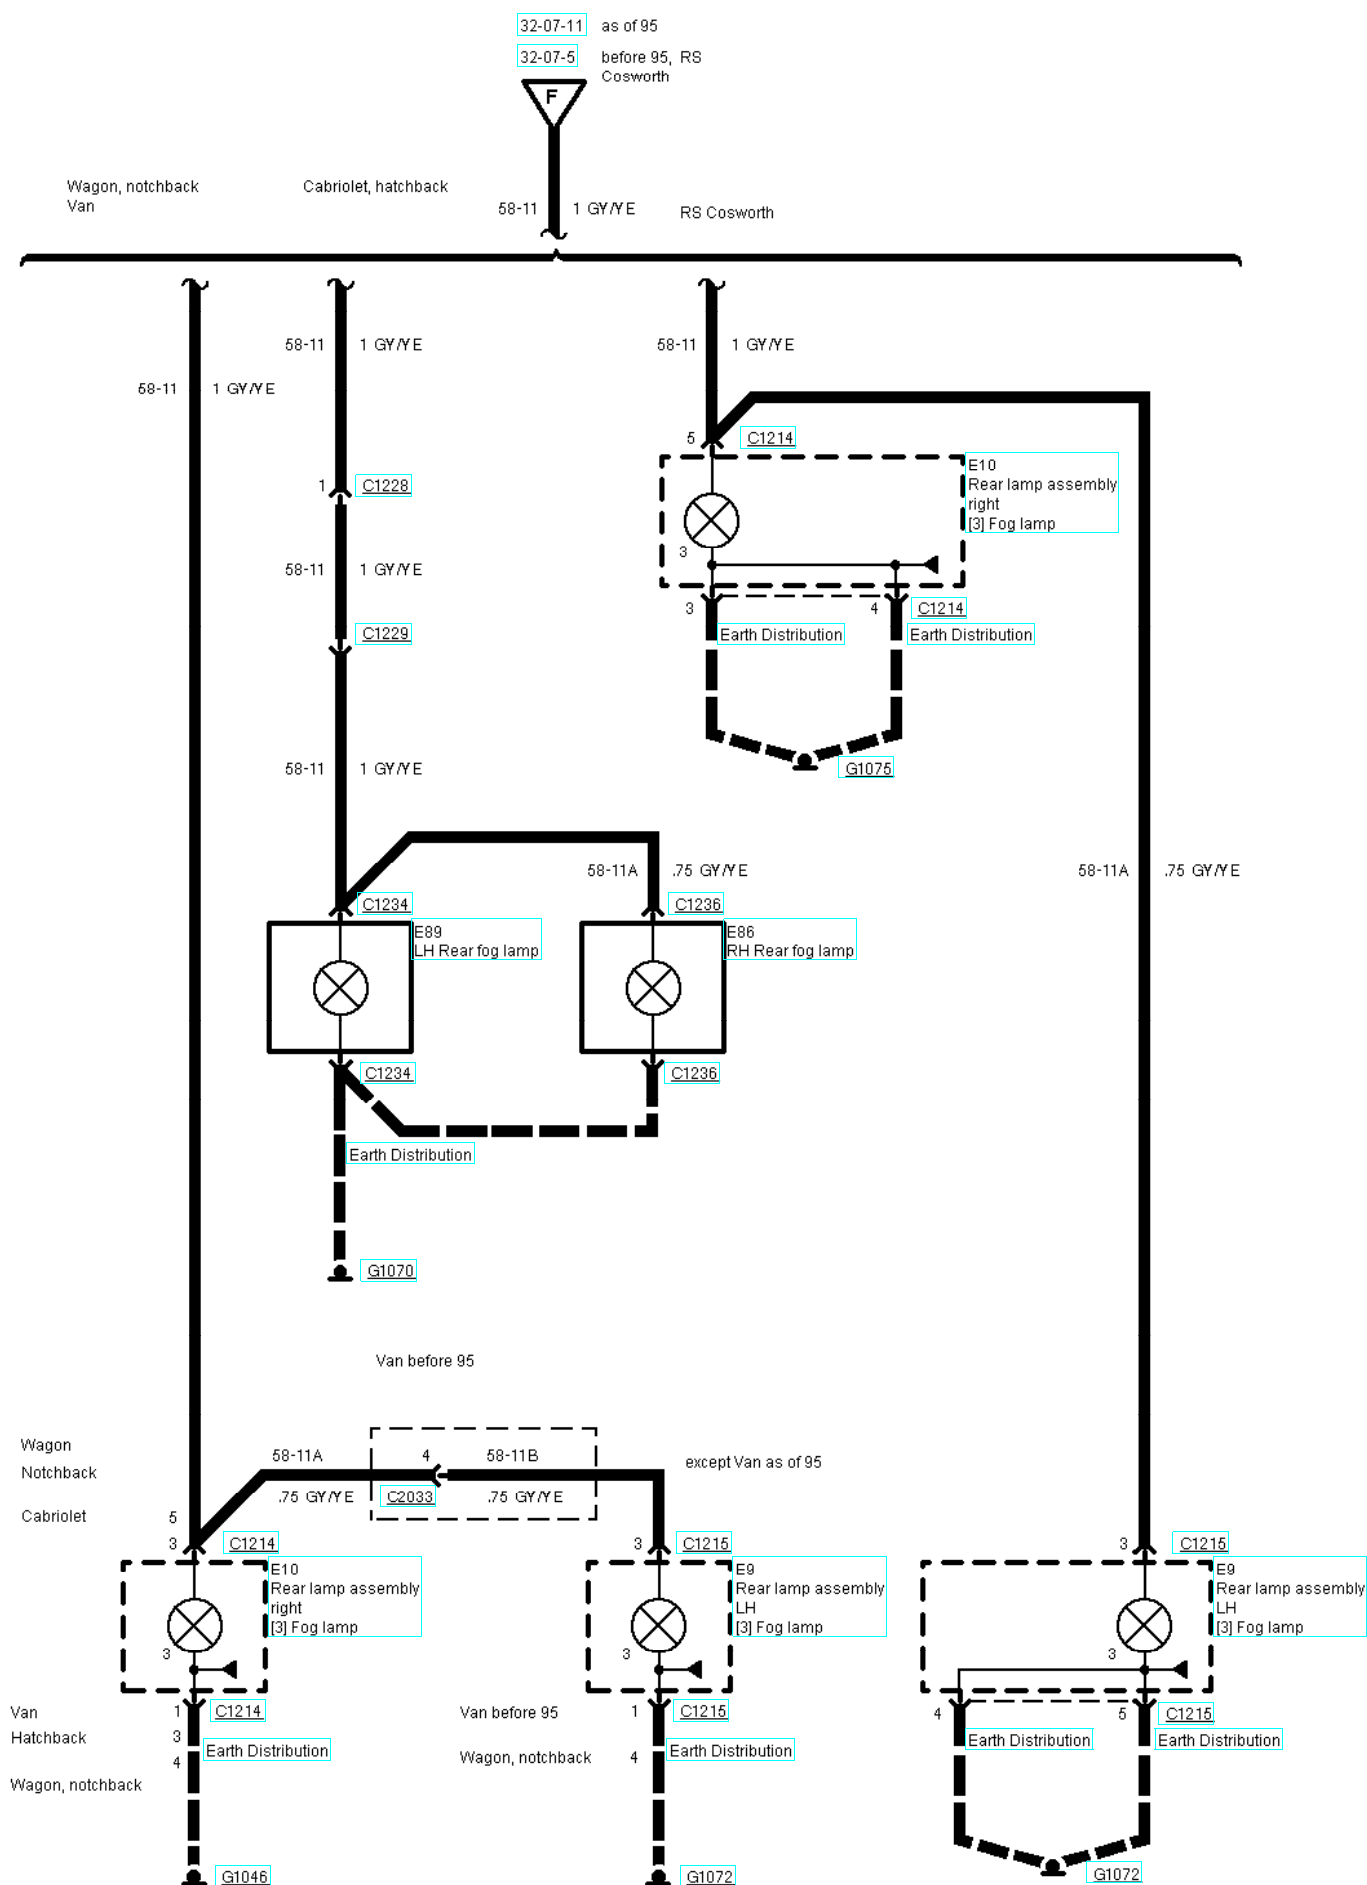 32-07-11 as of 95
32-07-5 before 95, RS
Cosworth
F
Wagon, notchback
Van
Cabriolet, hatchback
58-11 1 GY/YE
RS Cosworth
58-11 1 GY/YE
58-11 1 GY/YE
58-11 1 GY/YE
5 C1214
E10
Rear lamp assembly
right
[3] Fog lamp
1 C1228
3
58-11 1 GY/YE
3
4 C1214
Earth Distribution
Earth Distribution
C1229
58-11 1 GY/YE
G1075
58-11A .75 GY/YE
58-11A .75 GY/YE
C1234
C1236
E89
LH Rear fog lamp
E86
RH Rear fog lamp
C1234
C1236
Earth Distribution
G1070
Van before 95
Wagon
Notchback
Cabriolet
58-11A
4
58-11B
except Van as of 95
.75 GY/YE
C2033
.75 GY/YE
5
3 C1214
3 C1215
3 C1215
E10
Rear lamp assembly
right
[3] Fog lamp
3
E9
Rear lamp assembly
LH
[3] Fog lamp
3
E9
Rear lamp assembly
LH
[3] Fog lamp
3
Van 1 C1214
Hatchback 3
4
Wagon, notchback
Earth Distribution
Van before 95 1 C1215
Wagon, notchback 4
Earth Distribution
4
5 C1215
Earth Distribution
Earth Distribution
G1046
G1072
G1072